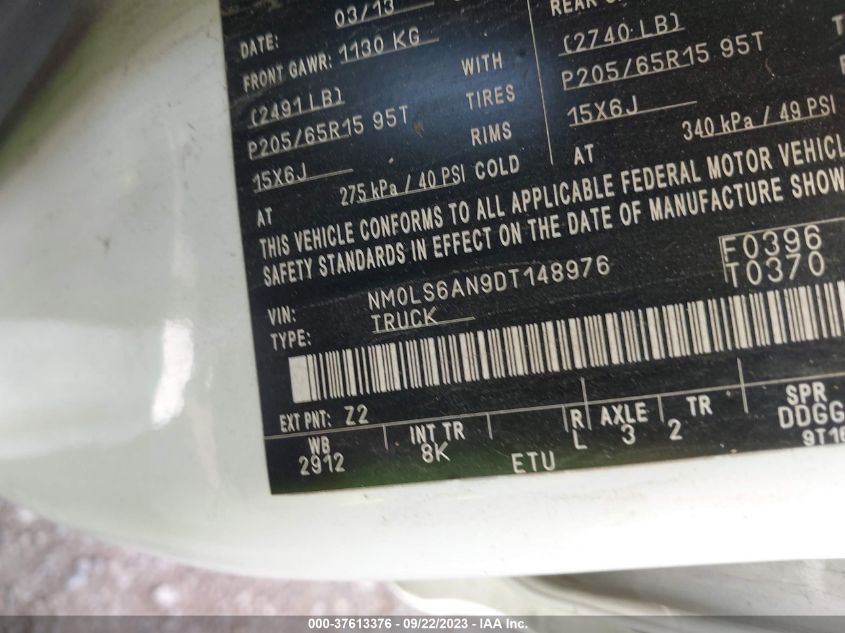 DATE: 03/13
FRONT GAWR: 1130 KG
(2491 LB) WITH
P205/65R15 95T TIRES
15X6J RIMS
AT 275 kPa / 40 PSI COLD
REAR
(2740 LB)
P205/65R15 95T
15X6J
AT 340 kPa / 49 PSI
THIS VEHICLE CONFORMS TO ALL APPLICABLE FEDERAL MOTOR VEHICL
SAFETY STANDARDS IN EFFECT ON THE DATE OF MANUFACTURE SHOW
VIN: NM0LS6AN9DT148976
TYPE: TRUCK
F0396
T0370
EXT PNT: Z2
WB INT TR R AXLE TR SPR
2912 8K L 3 2 DDGG
ETU 9T16
000-37613376 - 09/22/2023 - IAA Inc.